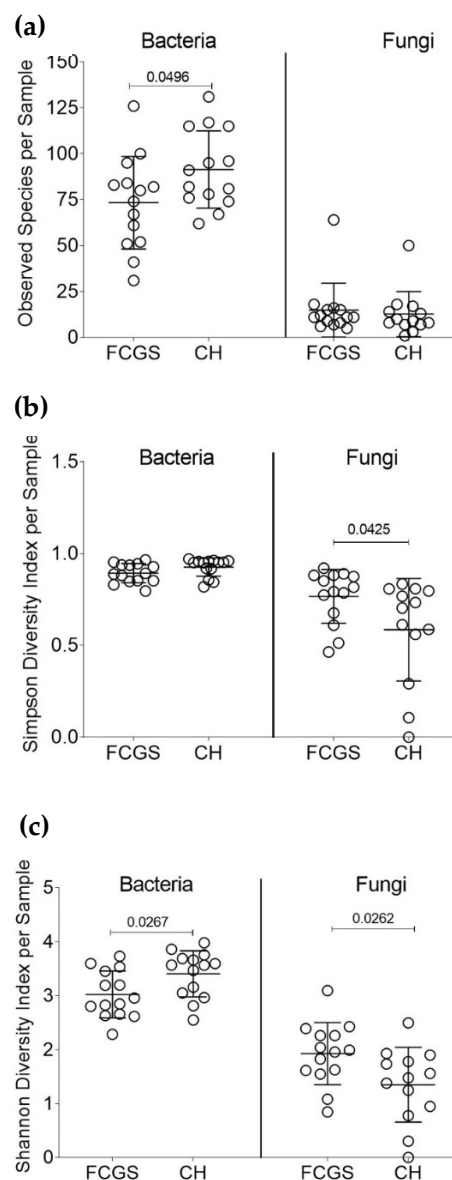 (a)
Bacteria Fungi
0.0496
Observed Species per Sample
150
125
100
75
50
25
0
FCGS CH FCGS CH
(b)
Bacteria Fungi
0.0425
Simpson Diversity Index per Sample
1.5
1.0
0.5
0.0
FCGS CH FCGS CH
(c)
Bacteria Fungi
0.0267 0.0262
Shannon Diversity Index per Sample
5
4
3
2
1
0
FCGS CH FCGS CH